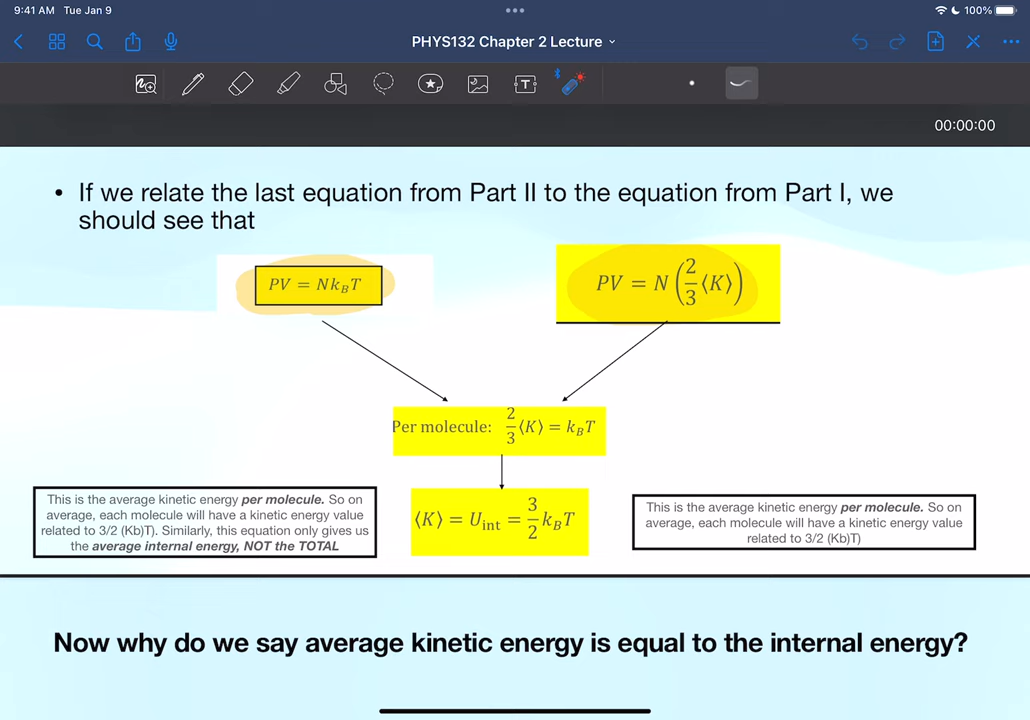 9:41 AM Tue Jan 9
100%
PHYS132 Chapter 2 Lecture
T
00:00:00
• If we relate the last equation from Part II to the equation from Part I, we
should see that
PV = Nk_BT
PV = N(2/3⟨K⟩)
Per molecule: 2/3⟨K⟩ = k_BT
This is the average kinetic energy per molecule. So on
average, each molecule will have a kinetic energy value
related to 3/2 (Kb)T). Similarly, this equation only gives us
the average internal energy, NOT the TOTAL
⟨K⟩ = U_int = 3/2 k_BT
This is the average kinetic energy per molecule. So on
average, each molecule will have a kinetic energy value
related to 3/2 (Kb)T)
Now why do we say average kinetic energy is equal to the internal energy?